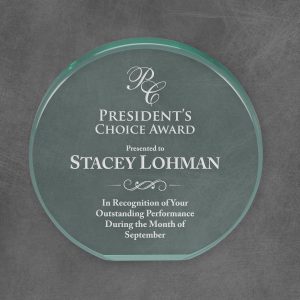 PC
PRESIDENT'S
CHOICE AWARD
Presented to
STACEY LOHMAN
In Recognition of Your
Outstanding Performance
During the Month of
September